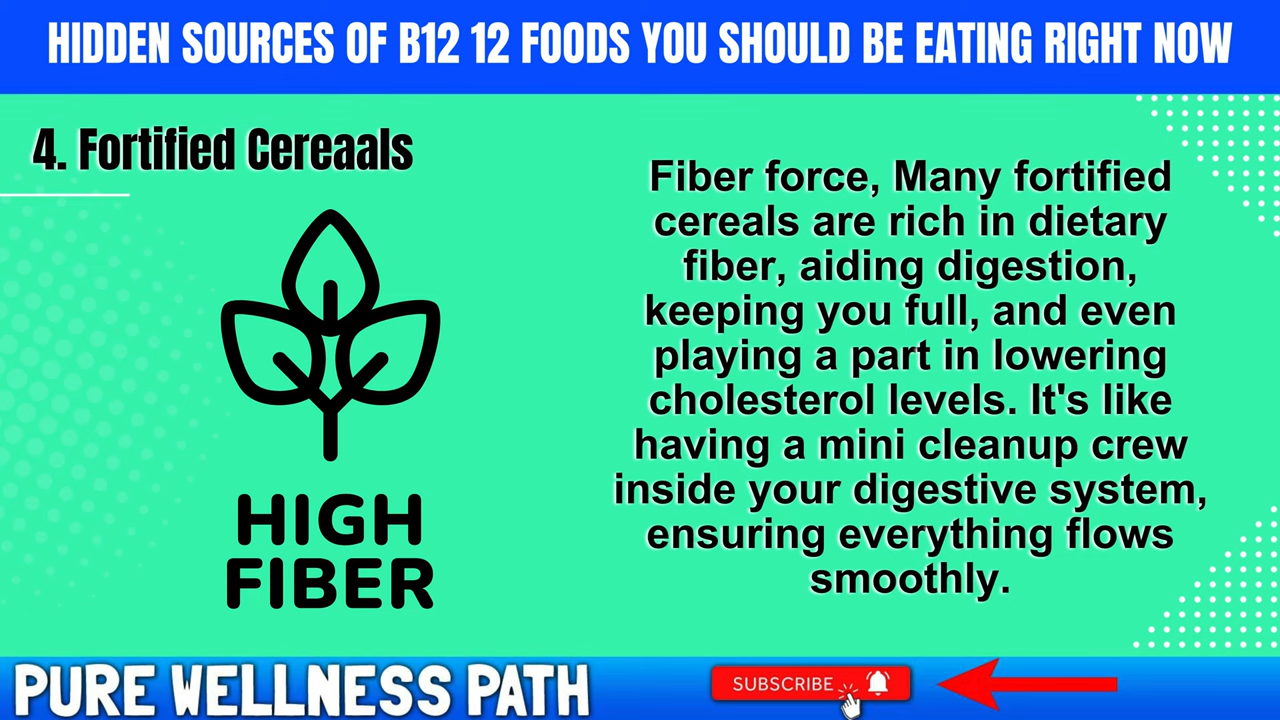 HIDDEN SOURCES OF B12 12 FOODS YOU SHOULD BE EATING RIGHT NOW
4. Fortified Cereaals
Fiber force, Many fortified
cereals are rich in dietary
fiber, aiding digestion,
keeping you full, and even
playing a part in lowering
cholesterol levels. It's like
having a mini cleanup crew
inside your digestive system,
ensuring everything flows
smoothly.
HIGH
FIBER
PURE WELLNESS PATH
SUBSCRIBE